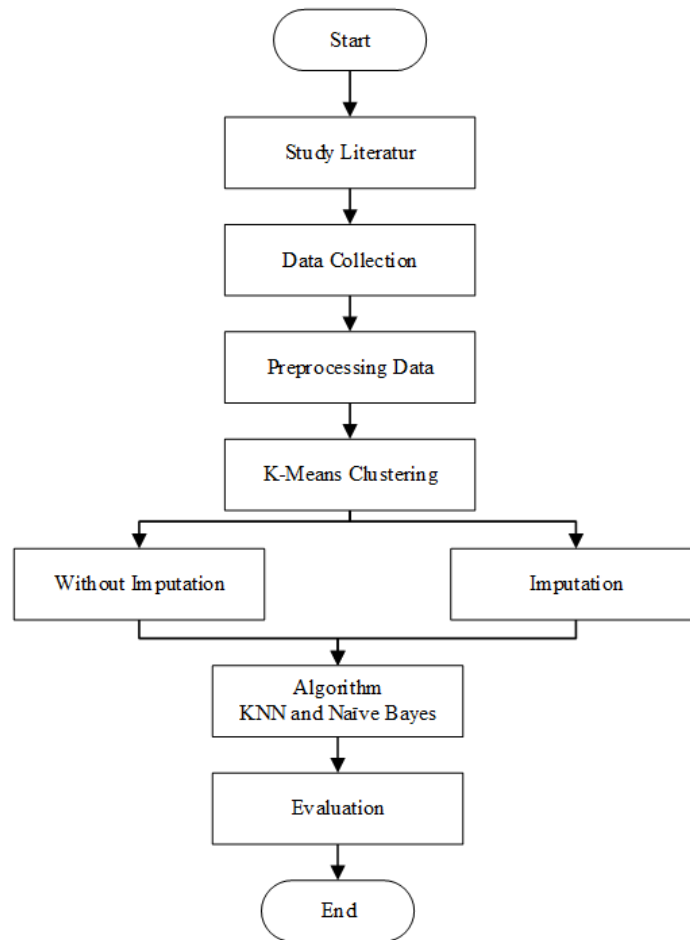 Start
Study Literatur
Data Collection
Preprocessing Data
K-Means Clustering
Without Imputation
Imputation
Algorithm
KNN and Naïve Bayes
Evaluation
End